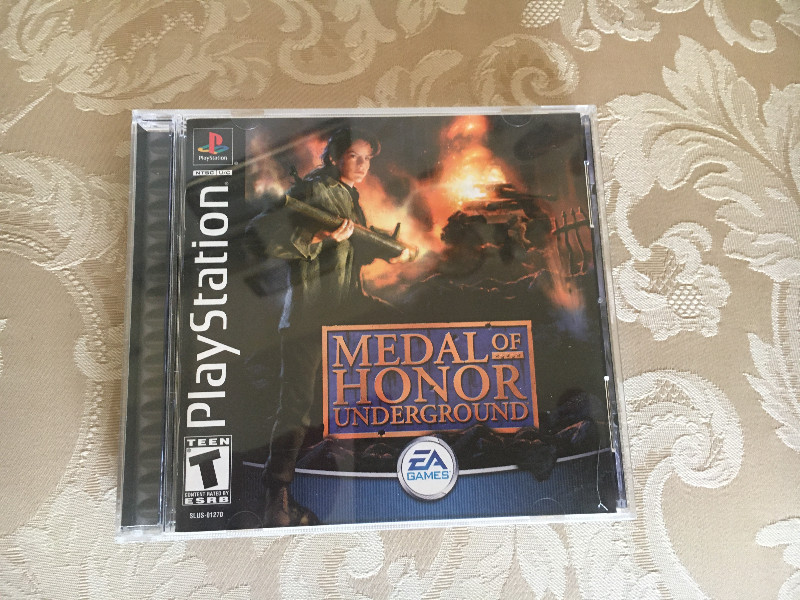 PlayStation
NTSC U/C
PlayStation
MEDAL OF
HONOR
UNDERGROUND
EA
GAMES
TEEN
T
CONTENT RATED BY
ESRB
SLUS-01270